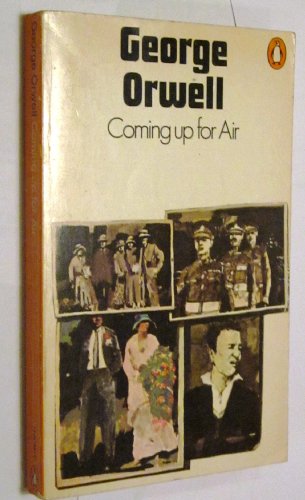 George
Orwell
Coming up for Air
George Orwell Coming up for Air